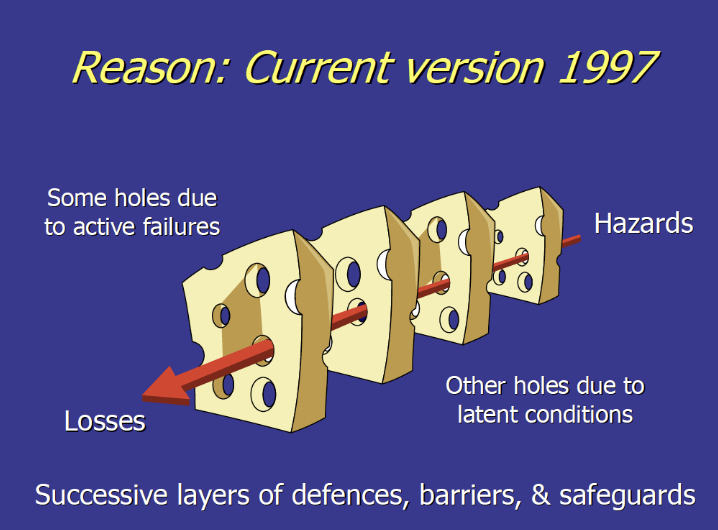 Reason: Current version 1997
Some holes due
to active failures
Hazards
Other holes due to
latent conditions
Losses
Successive layers of defences, barriers, & safeguards